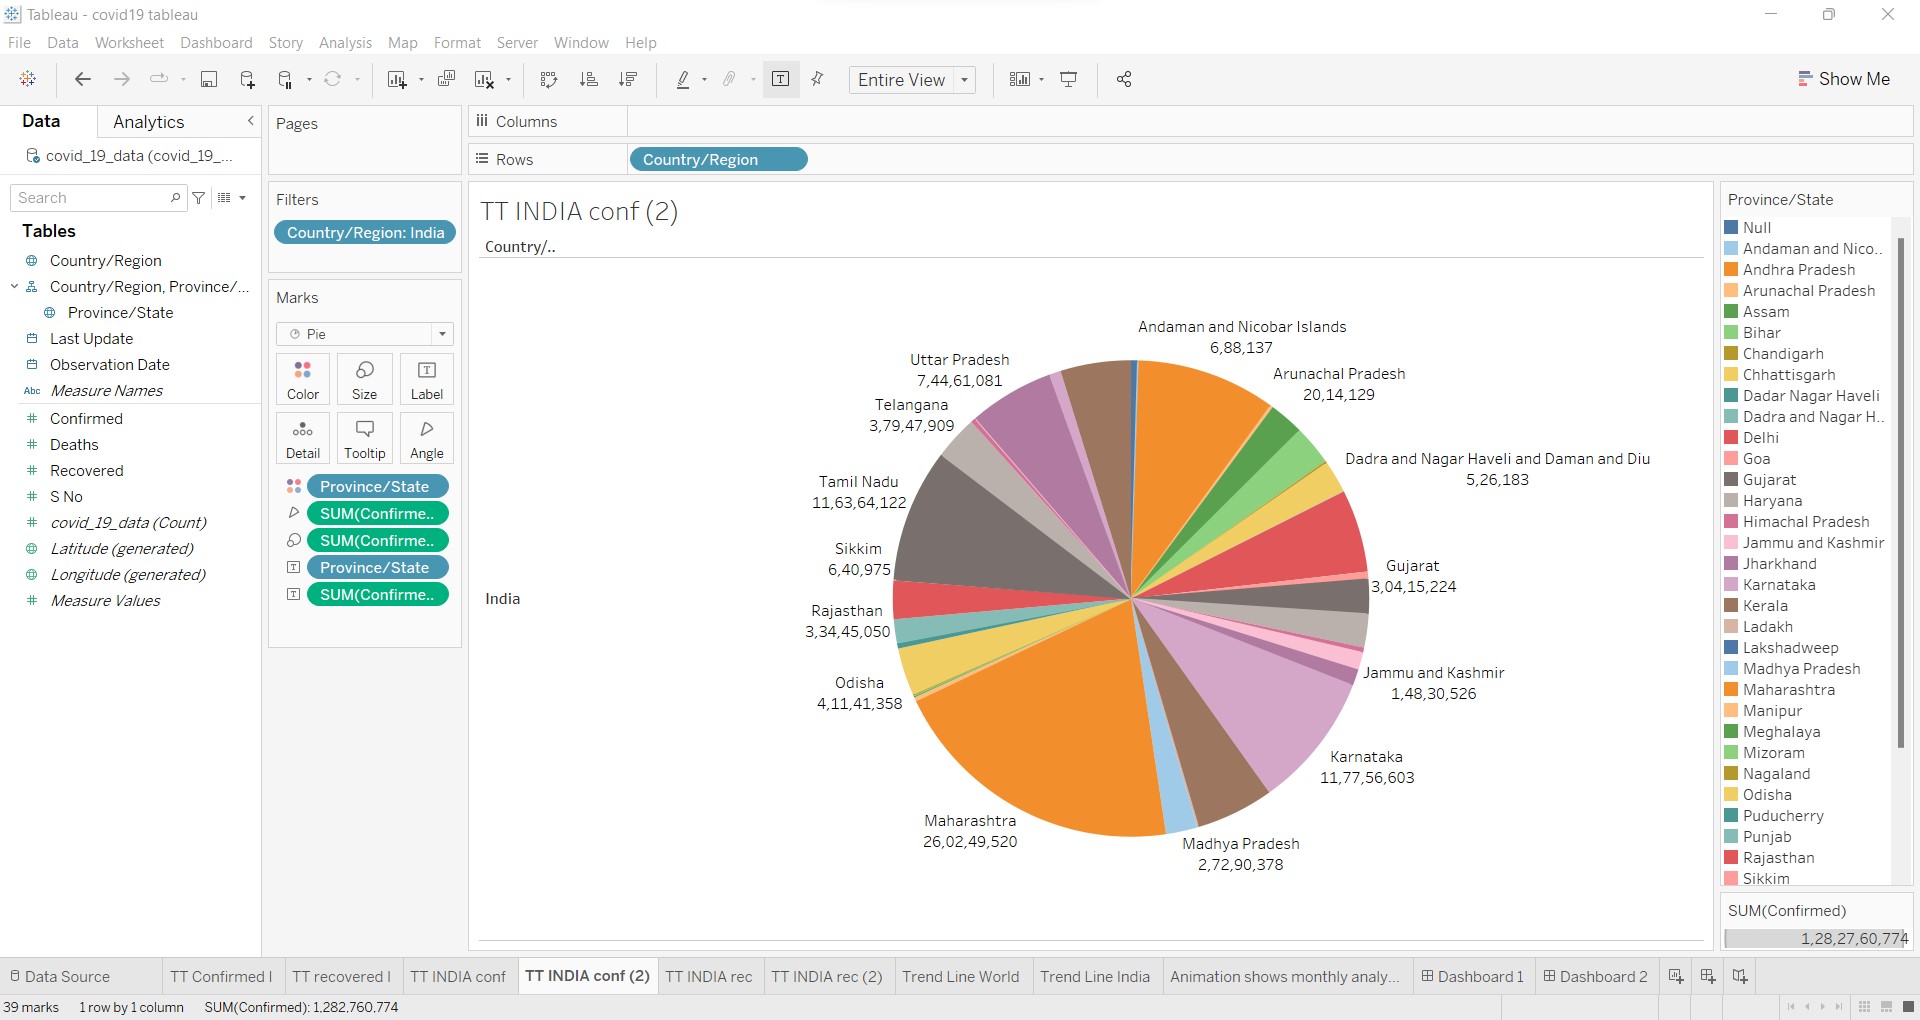 Tableau - covid19 tableau
File Data Worksheet Dashboard Story Analysis Map Format Server Window Help
Entire View
Show Me
Data Analytics
covid_19_data (covid_19_...
Search
Tables
Country/Region
Country/Region, Province/...
Province/State
Last Update
Observation Date
Abc Measure Names
Confirmed
Deaths
Recovered
S No
covid_19_data (Count)
Latitude (generated)
Longitude (generated)
Measure Values
Pages
Filters
Country/Region: India
Marks
Pie
Color Size Label
Detail Tooltip Angle
Province/State
SUM(Confirme..
SUM(Confirme..
Province/State
SUM(Confirme..
Columns
Rows Country/Region
TT INDIA conf (2)
Country/..
India
Andaman and Nicobar Islands
6,88,137
Arunachal Pradesh
20,14,129
Dadra and Nagar Haveli and Daman and Diu
5,26,183
Gujarat
3,04,15,224
Jammu and Kashmir
1,48,30,526
Karnataka
11,77,56,603
Madhya Pradesh
2,72,90,378
Maharashtra
26,02,49,520
Odisha
4,11,41,358
Rajasthan
3,34,45,050
Sikkim
6,40,975
Tamil Nadu
11,63,64,122
Telangana
3,79,47,909
Uttar Pradesh
7,44,61,081
Province/State
Null
Andaman and Nico..
Andhra Pradesh
Arunachal Pradesh
Assam
Bihar
Chandigarh
Chhattisgarh
Dadar Nagar Haveli
Dadra and Nagar H..
Delhi
Goa
Gujarat
Haryana
Himachal Pradesh
Jammu and Kashmir
Jharkhand
Karnataka
Kerala
Ladakh
Lakshadweep
Madhya Pradesh
Maharashtra
Manipur
Meghalaya
Mizoram
Nagaland
Odisha
Puducherry
Punjab
Rajasthan
Sikkim
SUM(Confirmed)
1,28,27,60,774
Data Source TT Confirmed I TT recovered I TT INDIA conf TT INDIA conf (2) TT INDIA rec TT INDIA rec (2) Trend Line World Trend Line India Animation shows monthly analy... Dashboard 1 Dashboard 2
39 marks 1 row by 1 column SUM(Confirmed): 1,282,760,774